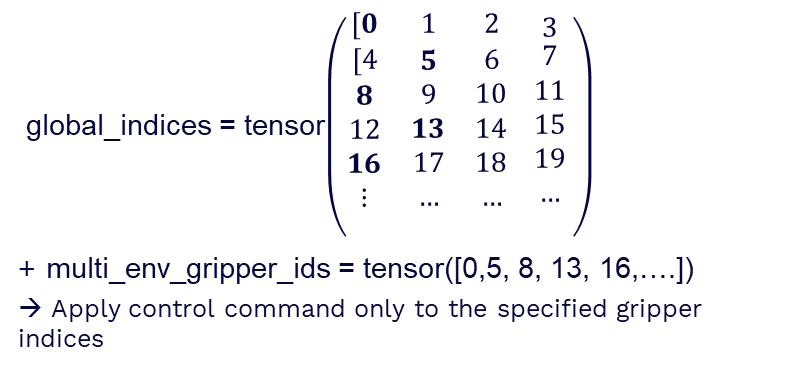 [0 1 2 3
[4 5 6 7
8 9 10 11
global_indices = tensor 12 13 14 15
16 17 18 19
⋮ ... ... ...
+ multi_env_gripper_ids = tensor([0,5, 8, 13, 16,….])
→ Apply control command only to the specified gripper
indices